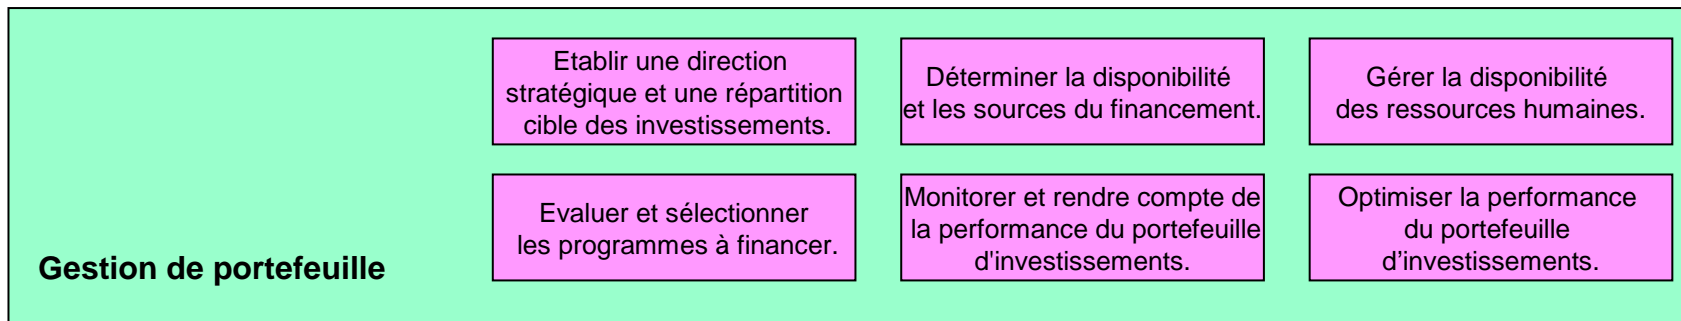 Etablir une direction
stratégique et une répartition
cible des investissements.
Déterminer la disponibilité
et les sources du financement.
Gérer la disponibilité
des ressources humaines.
Evaluer et sélectionner
les programmes à financer.
Monitorer et rendre compte de
la performance du portefeuille
d'investissements.
Optimiser la performance
du portefeuille
d’investissements.
Gestion de portefeuille